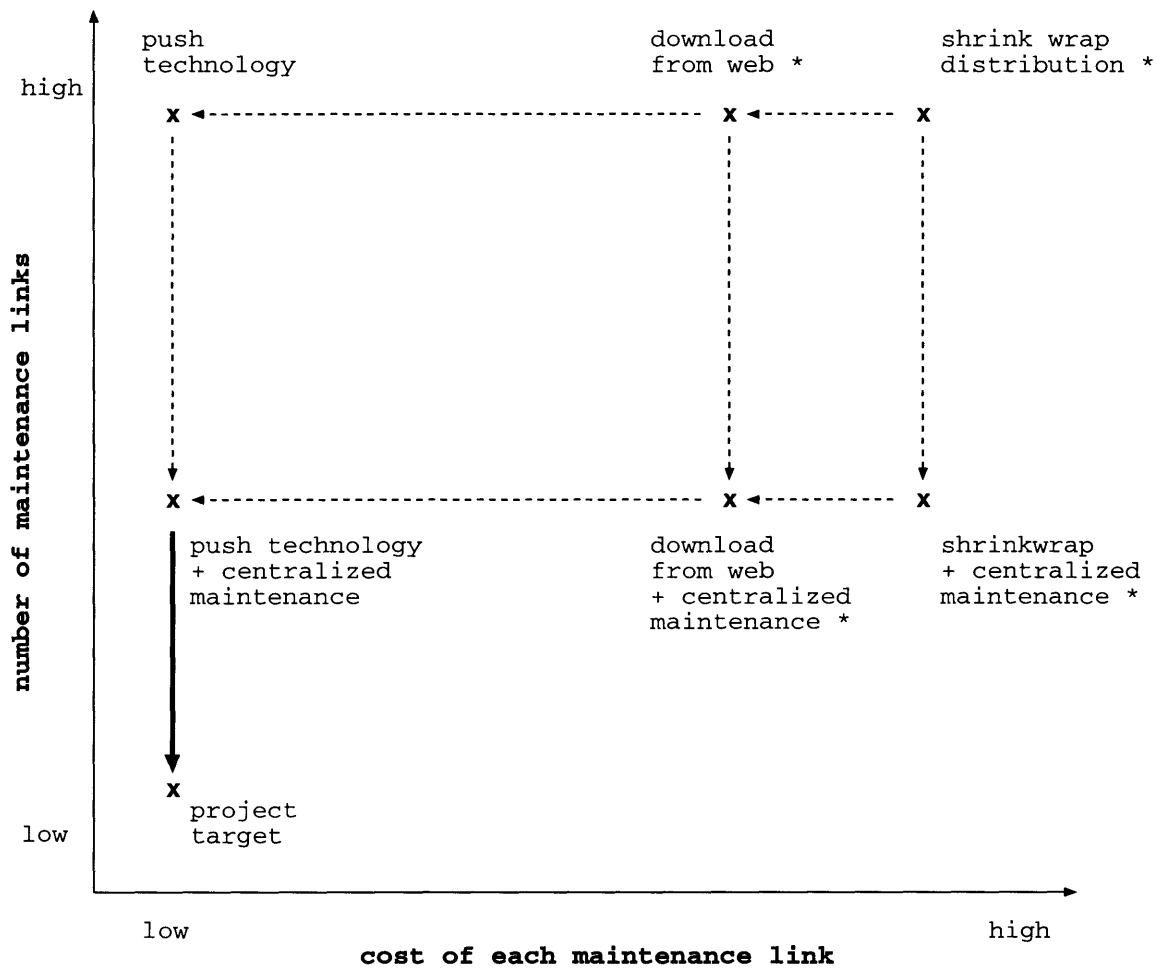 push
technology
download
from web *
shrink wrap
distribution *
high
x
x
x
number of maintenance links
x
x
x
push technology
+ centralized
maintenance
download
from web
+ centralized
maintenance *
shrinkwrap
+ centralized
maintenance *
x
project
target
low
low
high
cost of each maintenance link